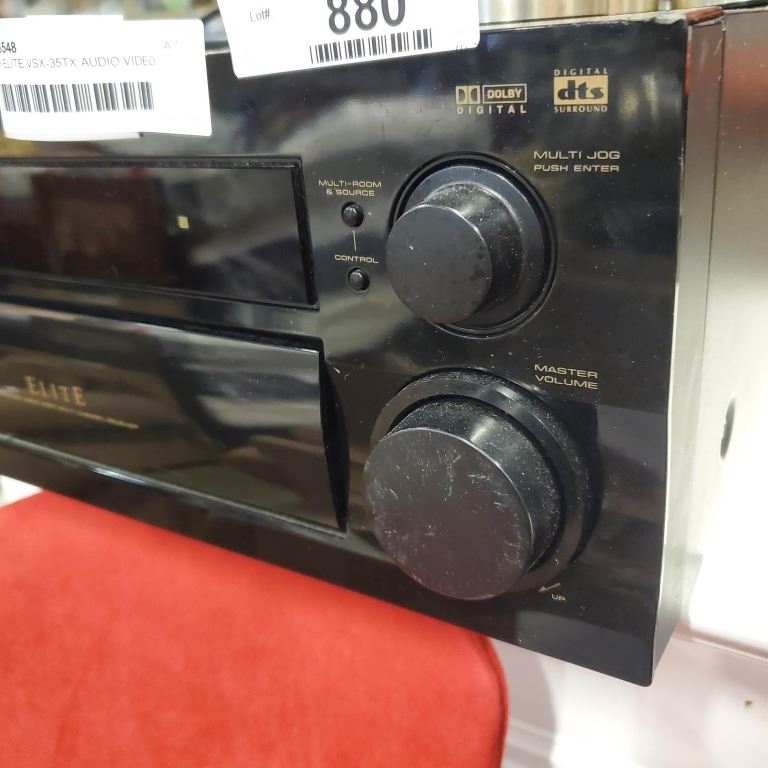 548
ELITE VSX-35TX AUDIO VIDEO
Lot#:
880
DOLBY
DIGITAL
DIGITAL
dts
SURROUND
MULTI JOG
PUSH ENTER
MULTI-ROOM
& SOURCE
CONTROL
MASTER
VOLUME
ELITE
UP